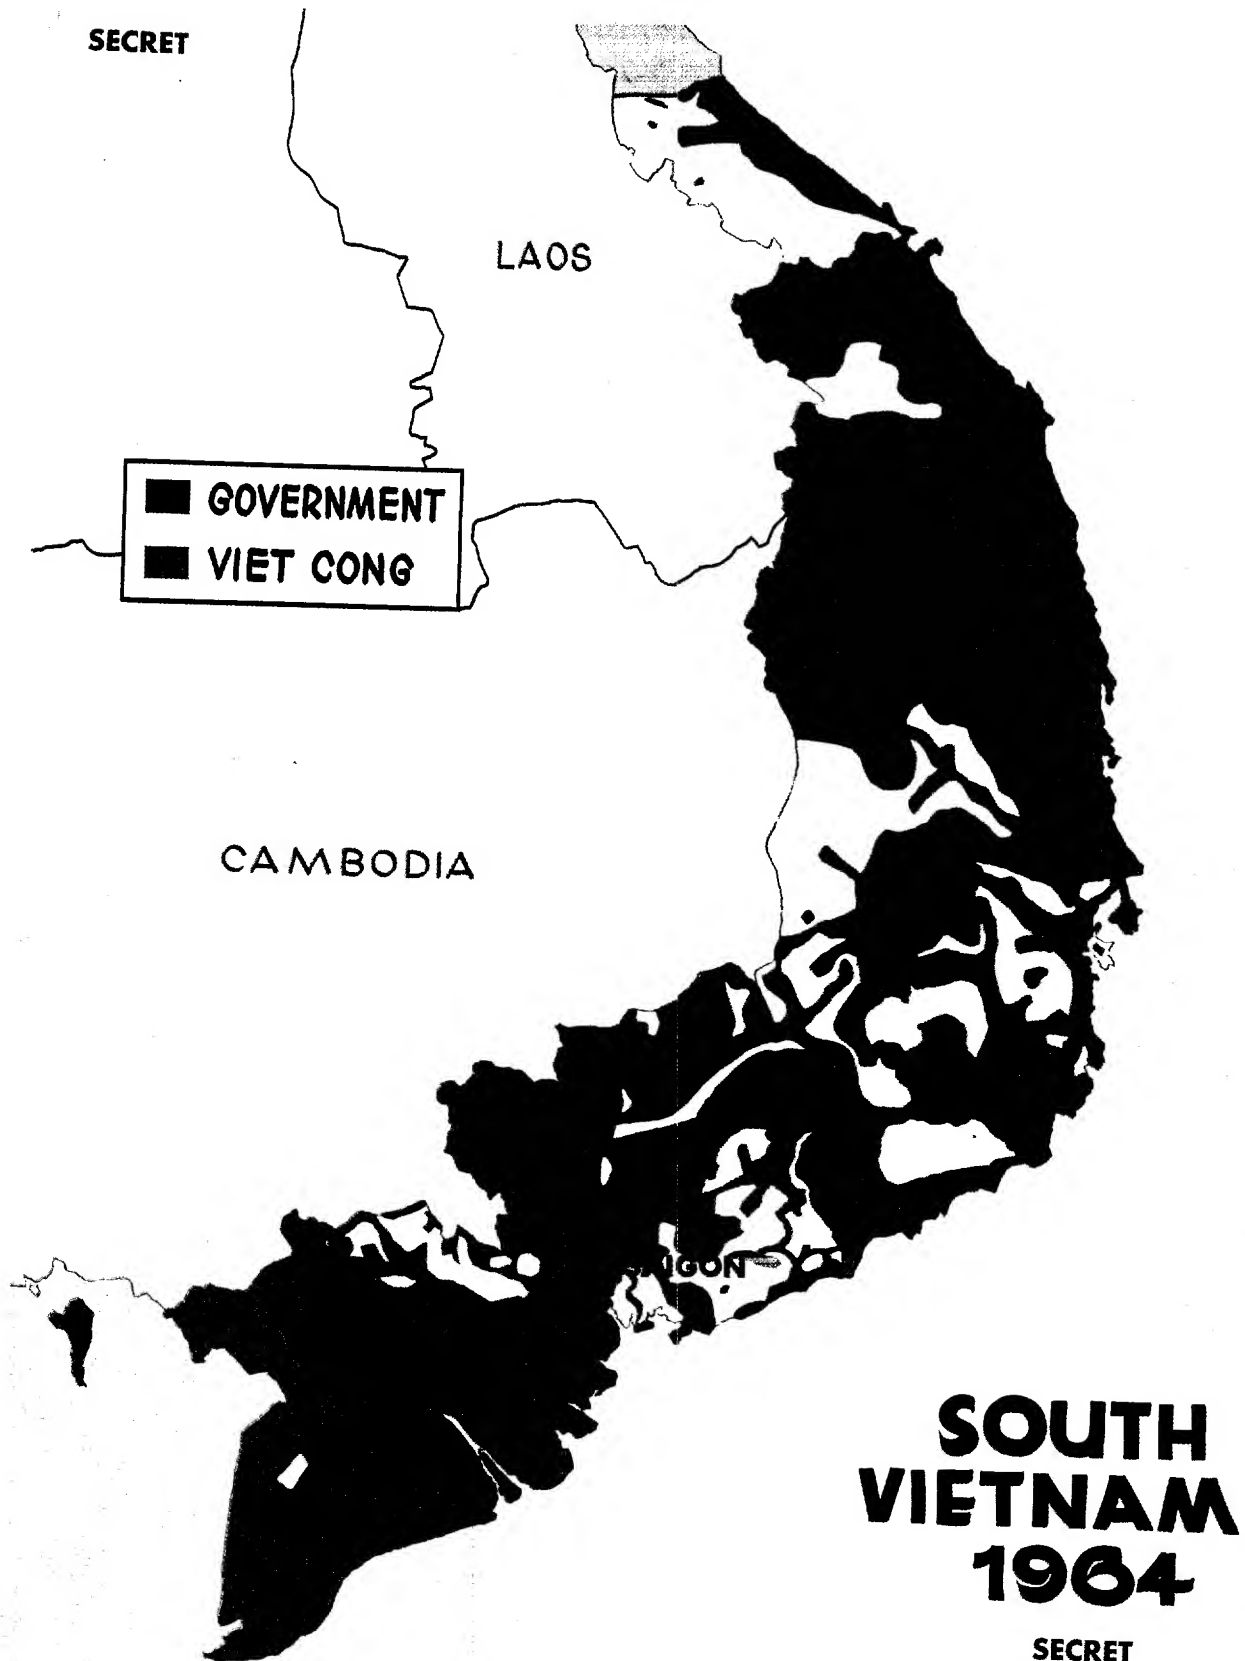 SECRET
LAOS
GOVERNMENT
VIET CONG
CAMBODIA
SOUTH
VIETNAM
1964
SECRET